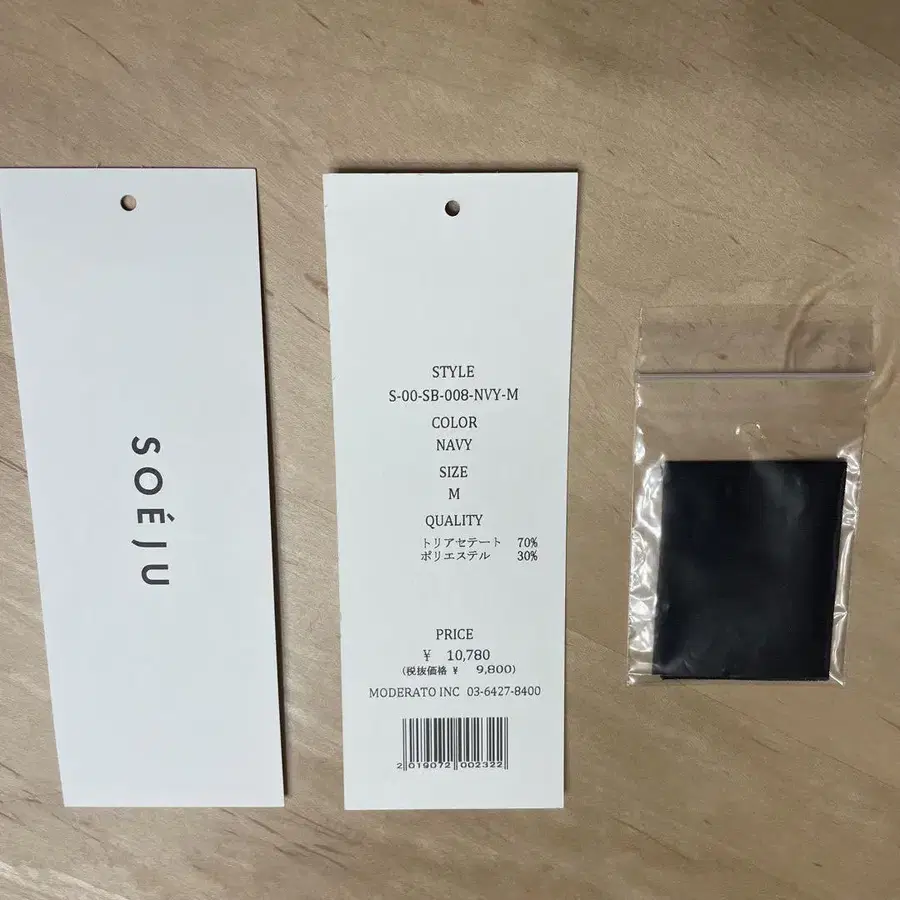 SOÉJU
STYLE
S-00-SB-008-NVY-M
COLOR
NAVY
SIZE
M
QUALITY
トリアセテート 70%
ポリエステル 30%
PRICE
¥ 10,780
(税抜価格 ¥ 9,800)
MODERATO INC 03-6427-8400
2 019072 002322